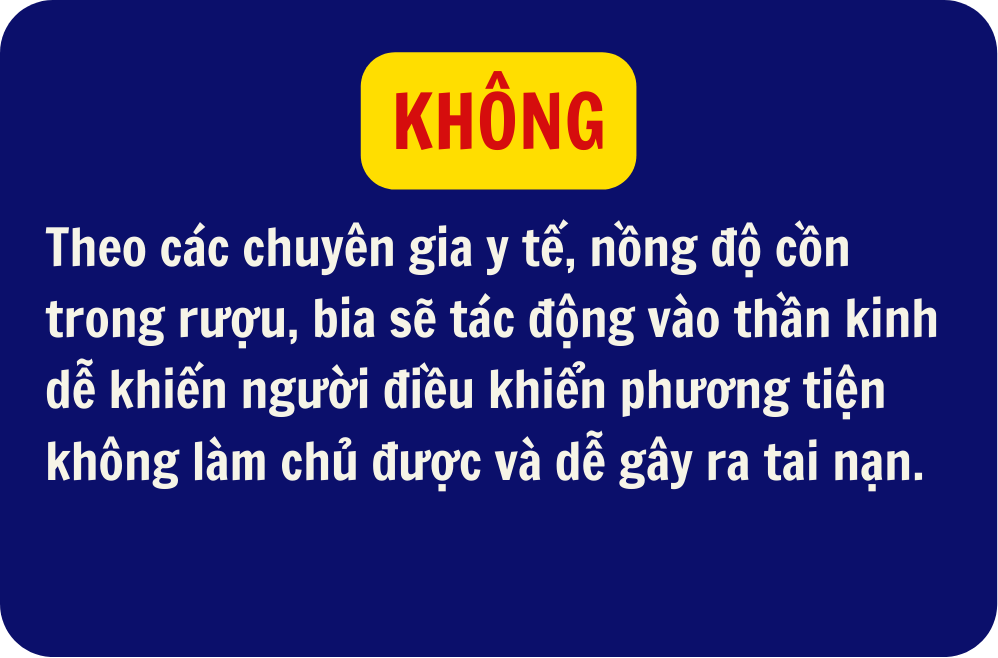 KHÔNG
Theo các chuyên gia y tế, nồng độ cồn
trong rượu, bia sẽ tác động vào thần kinh
dễ khiến người điều khiển phương tiện
không làm chủ được và dễ gây ra tai nạn.